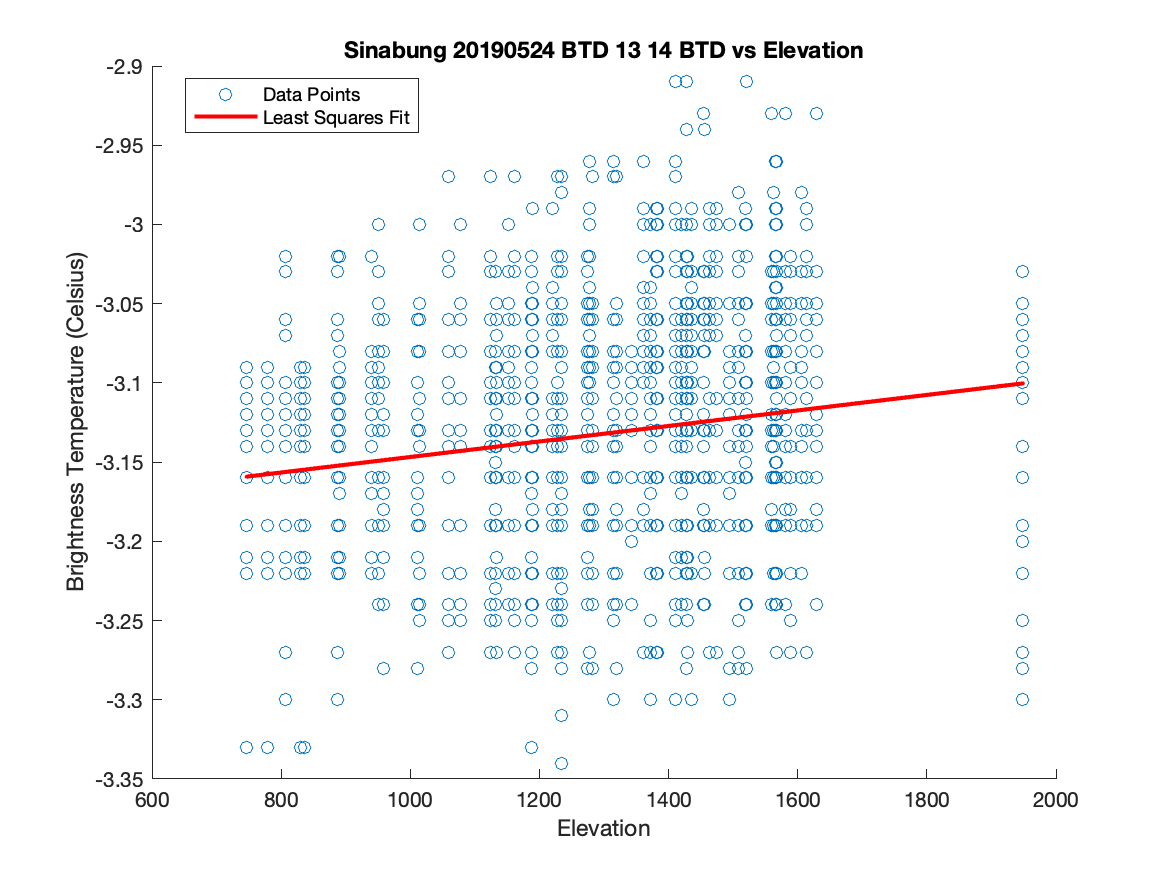 Sinabung 20190524 BTD 13 14 BTD vs Elevation
Data Points
Least Squares Fit
-2.9
-2.95
-3
-3.05
-3.1
-3.15
-3.2
-3.25
-3.3
-3.35
Brightness Temperature (Celsius)
600 800 1000 1200 1400 1600 1800 2000
Elevation